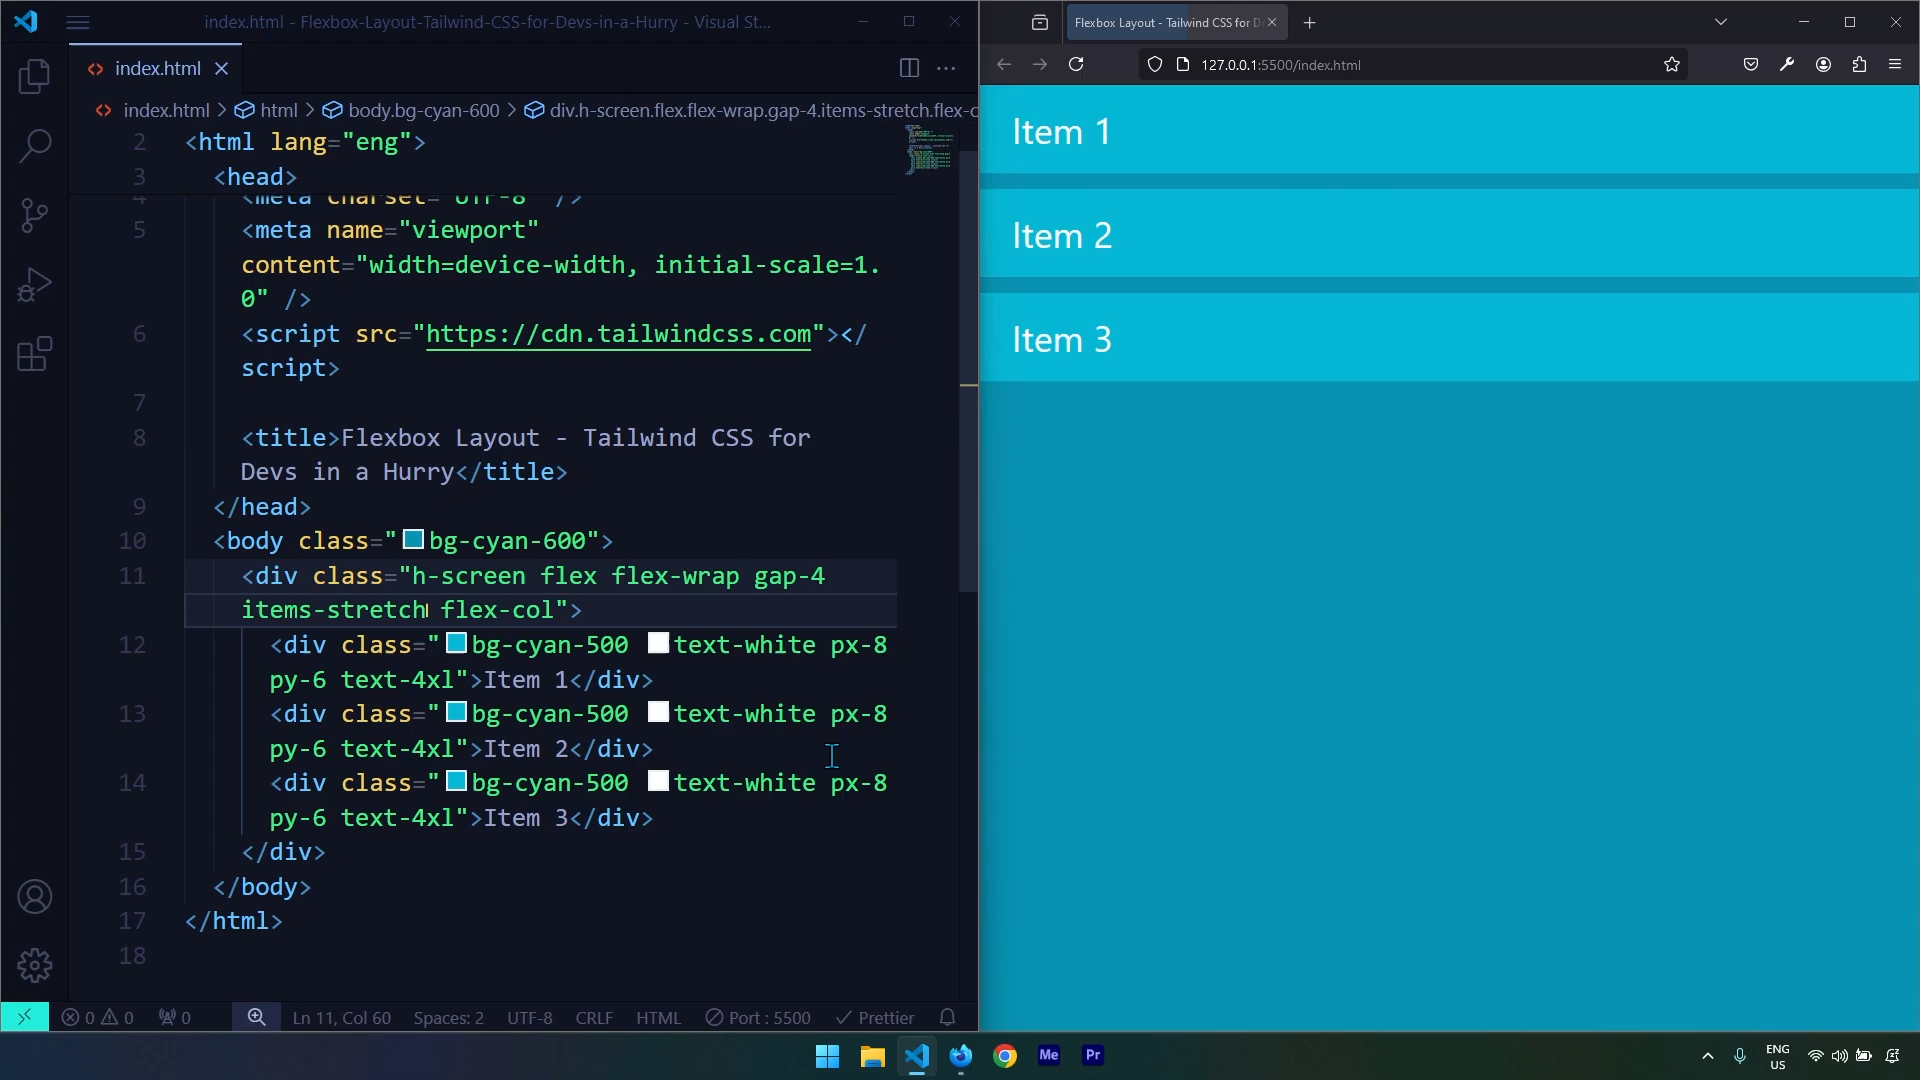 index.html - Flexbox-Layout-Tailwind-CSS-for-Devs-in-a-Hurry - Visual St...
index.html
index.html > html > body.bg-cyan-600 > div.h-screen.flex.flex-wrap.gap-4.items-stretch.flex-c
2 <html lang="eng">
3 <head>
4 <meta charset="UTF-8" />
5 <meta name="viewport"
content="width=device-width, initial-scale=1.
0" />
6 <script src="https://cdn.tailwindcss.com"></
script>
7
8 <title>Flexbox Layout - Tailwind CSS for
Devs in a Hurry</title>
9 </head>
10 <body class="bg-cyan-600">
11 <div class="h-screen flex flex-wrap gap-4
items-stretch flex-col">
12 <div class="bg-cyan-500 text-white px-8
py-6 text-4xl">Item 1</div>
13 <div class="bg-cyan-500 text-white px-8
py-6 text-4xl">Item 2</div>
14 <div class="bg-cyan-500 text-white px-8
py-6 text-4xl">Item 3</div>
15 </div>
16 </body>
17 </html>
18
0 0 0 Ln 11, Col 60 Spaces: 2 UTF-8 CRLF HTML Port : 5500 Prettier
Flexbox Layout - Tailwind CSS for D
127.0.0.1:5500/index.html
Item 1
Item 2
Item 3
Me Pr
ENG
US